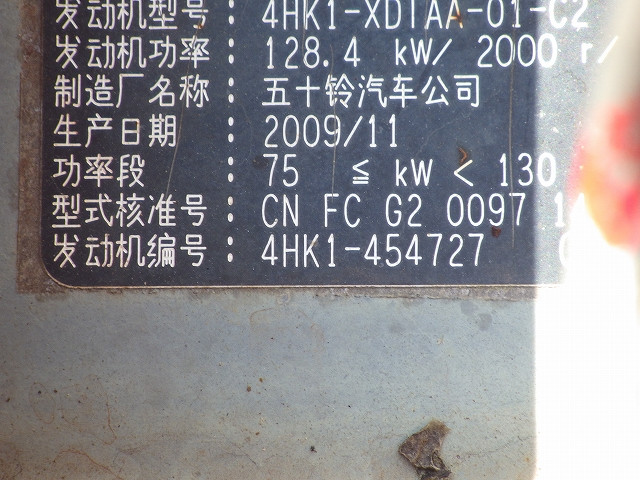 发动机型号 : 4HK1-XDIAA-01-C2
发动机功率 : 128.4 kW/ 2000 r/
制造厂名称 : 五十铃汽车公司
生产日期 : 2009/11
功率段 : 75 ≦ kW < 130
型式核准号 : CN FC G2 0097
发动机编号 : 4HK1-454727